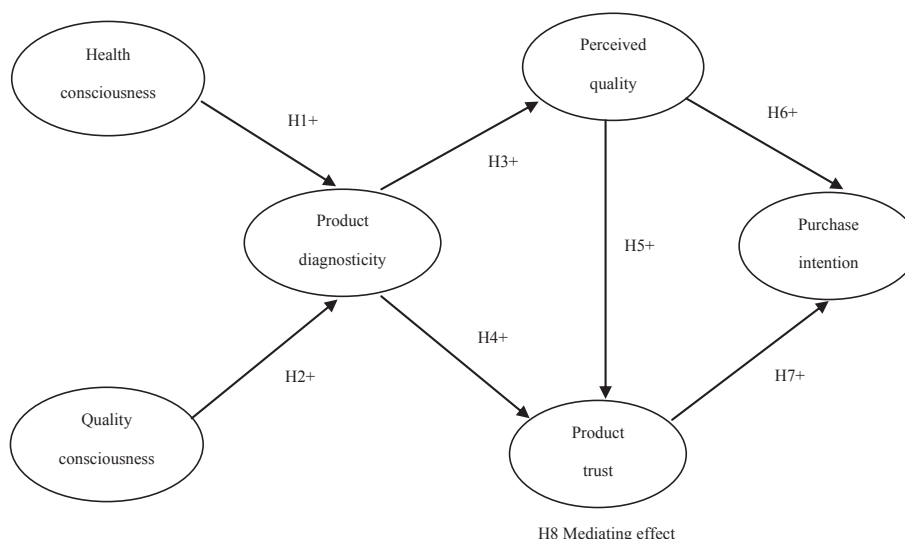 Health
consciousness
Perceived
quality
H1+
H6+
H3+
Product
diagnosticity
Purchase
intention
H5+
H4+
H2+
H7+
Quality
consciousness
Product
trust
H8 Mediating effect